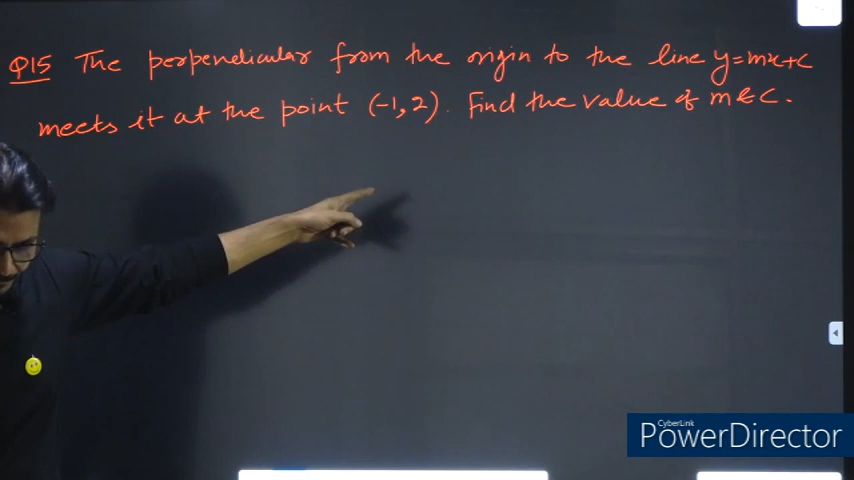 Q15 The perpendicular from the origin to the line y=mx+c
meets it at the point (-1,2). Find the value of m & c.
CyberLink
PowerDirector